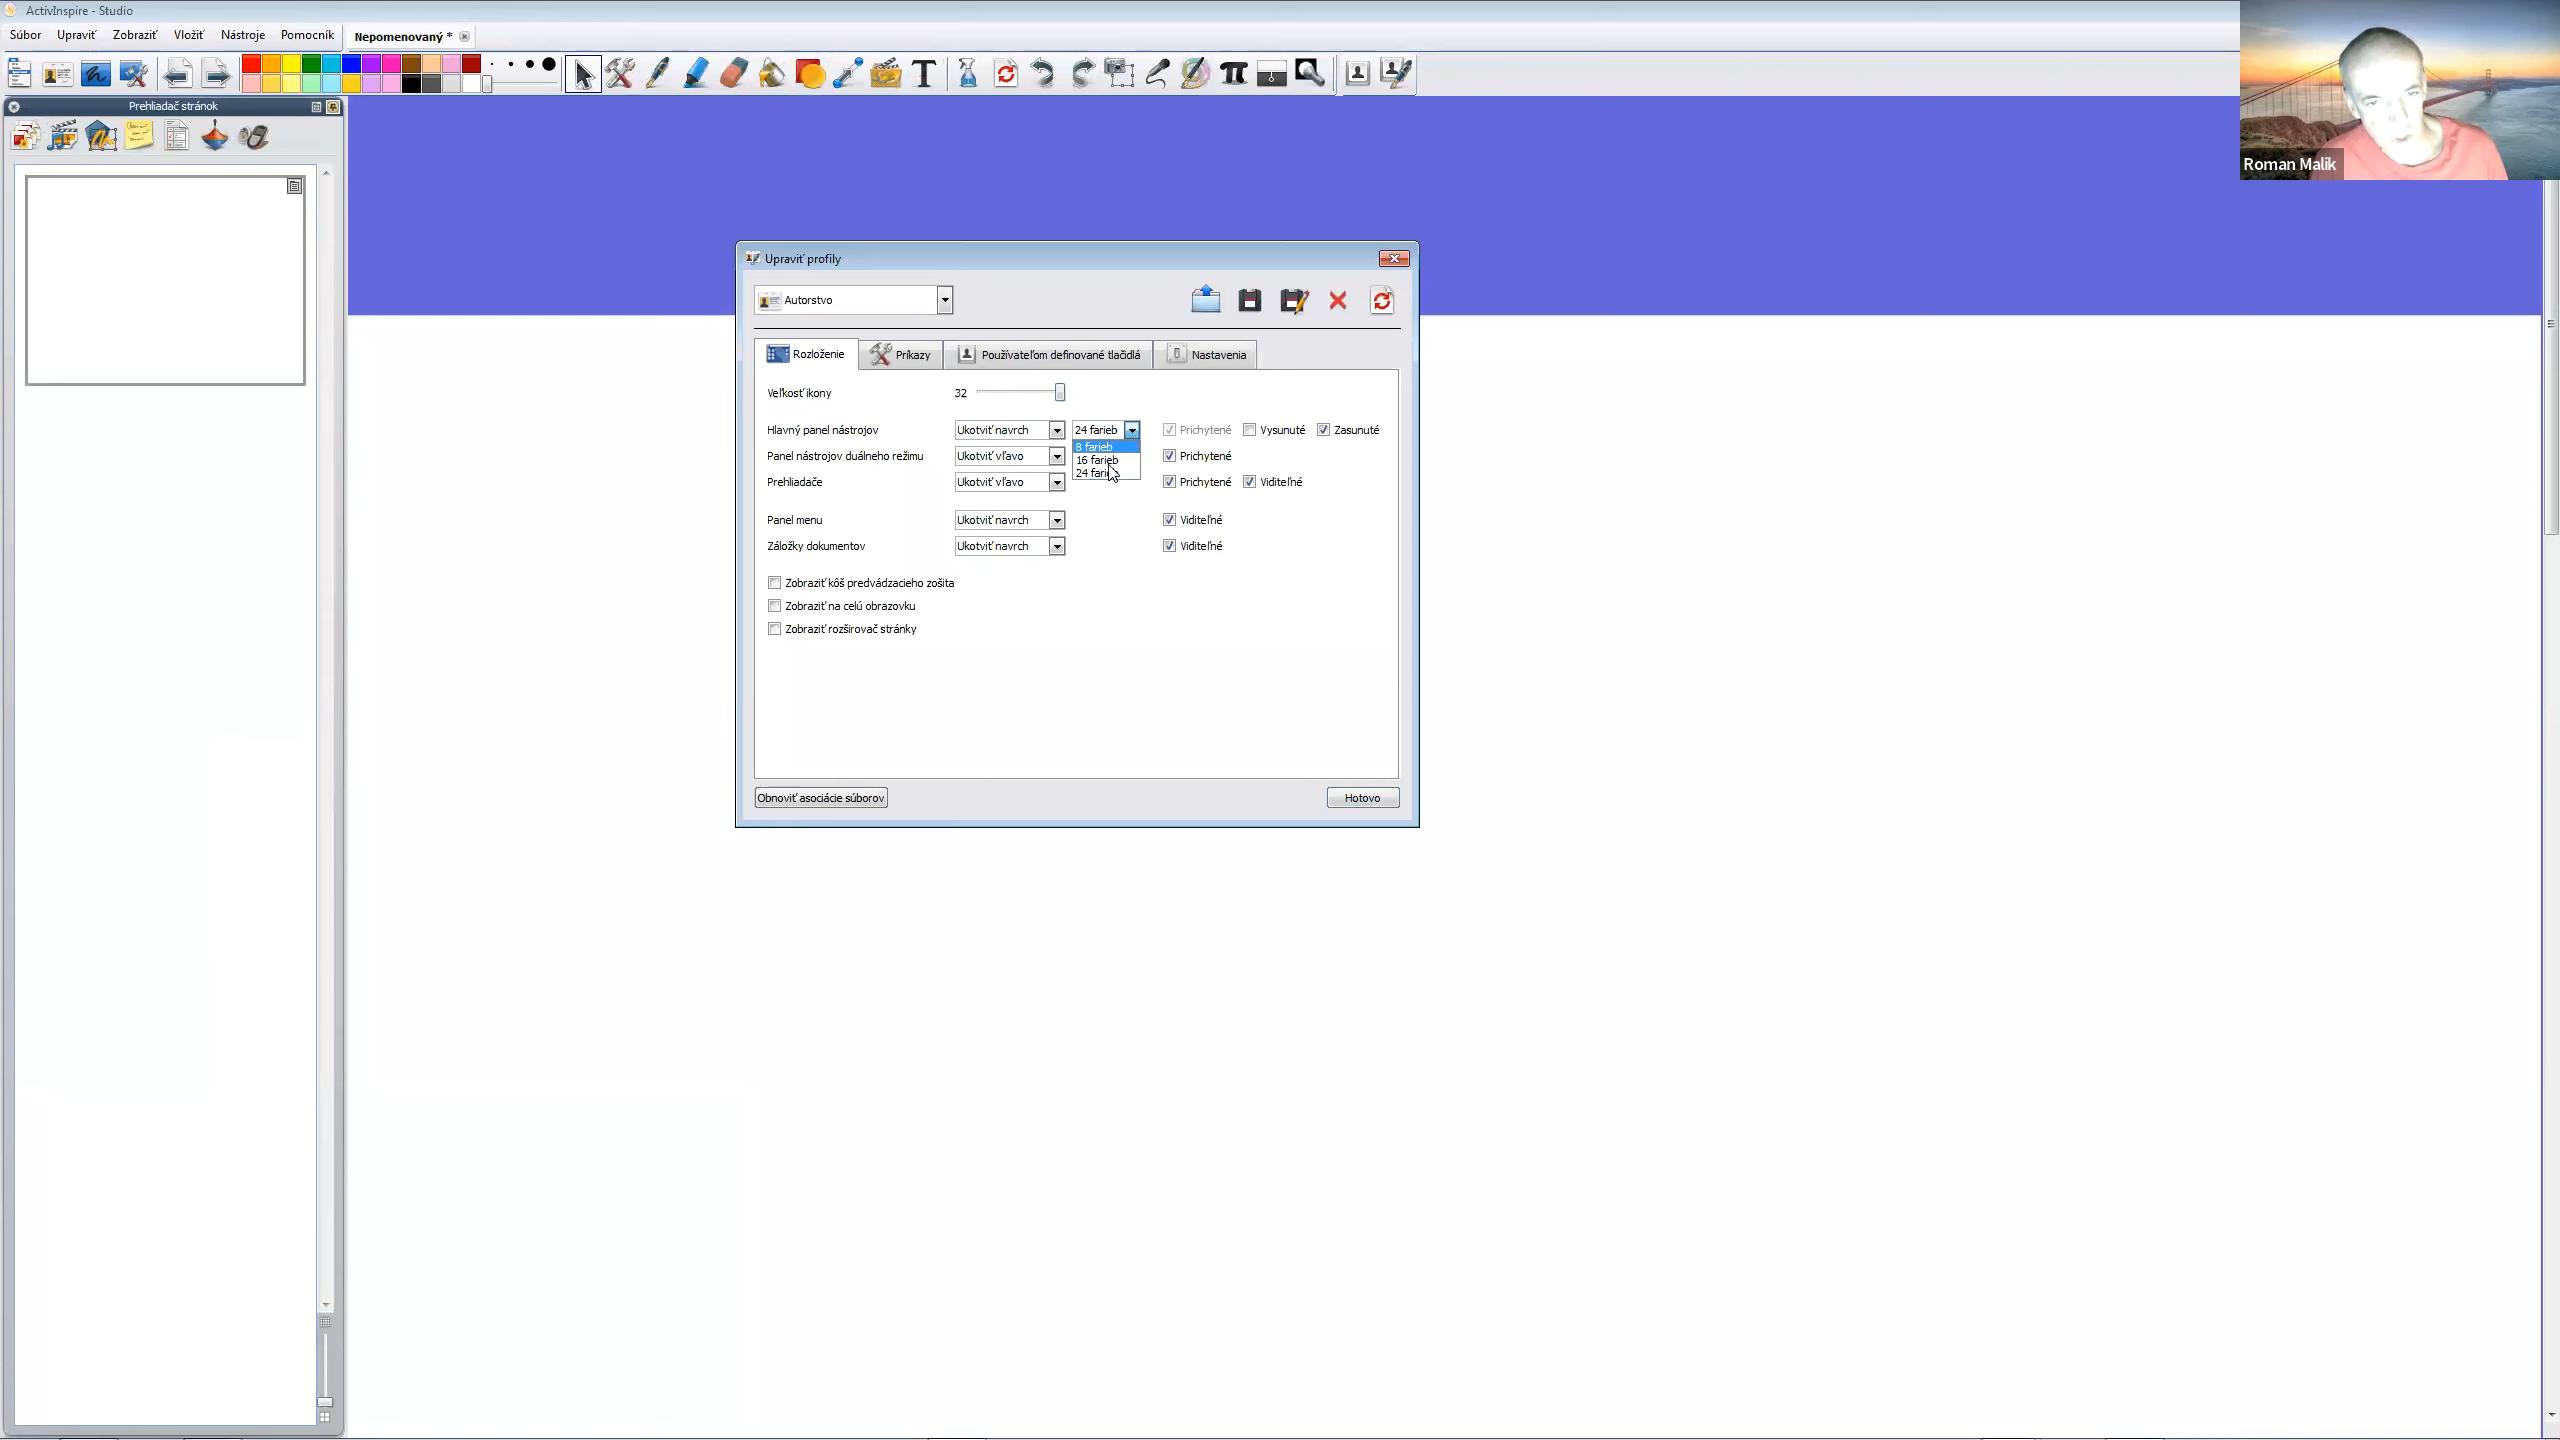 ActivInspire - Studio
Súbor Upraviť Zobraziť Vložiť Nástroje Pomocník Nepomenovaný *
Prehliadač stránok
Roman Malik
Upraviť profily
Autorstvo
Rozloženie Príkazy Používateľom definované tlačidlá Nastavenia
Veľkosť ikony 32
Hlavný panel nástrojov Ukotviť navrch 24 farieb Prichytené Vysunuté Zasunuté
8 farieb
Panel nástrojov duálneho režimu Ukotviť vľavo 16 farieb Prichytené
24
Prehliadače Ukotviť vľavo Prichytené Viditeľné
Panel menu Ukotviť navrch Viditeľné
Záložky dokumentov Ukotviť navrch Viditeľné
Zobraziť kôš predvádzacieho zošita
Zobraziť na celú obrazovku
Zobraziť rozširovač stránky
Obnoviť asociácie súborov Hotovo